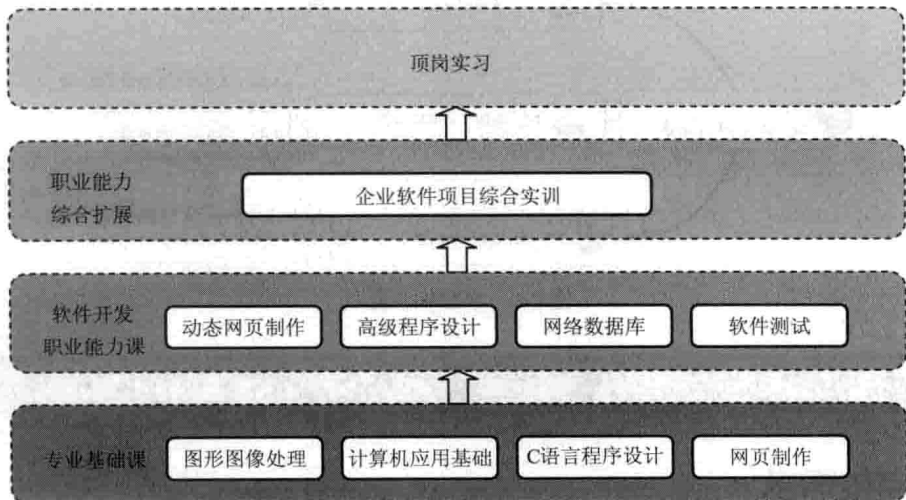 顶岗实习
职业能力
综合扩展
企业软件项目综合实训
软件开发
职业能力课
动态网页制作
高级程序设计
网络数据库
软件测试
专业基础课
图形图像处理
计算机应用基础
C语言程序设计
网页制作